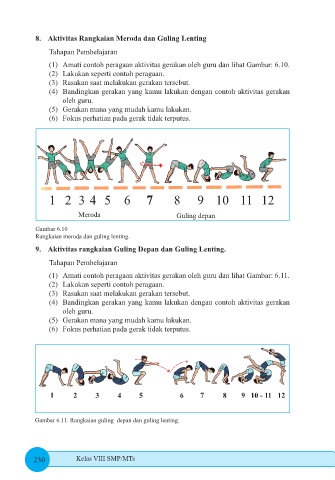 8. Aktivitas Rangkaian Meroda dan Guling Lenting
Tahapan Pembelajaran
(1) Amati contoh peragaan aktivitas gerakan oleh guru dan lihat Gambar: 6.10.
(2) Lakukan seperti contoh peragaan.
(3) Rasakan saat melakukan gerakan tersebut.
(4) Bandingkan gerakan yang kamu lakukan dengan contoh aktivitas gerakan
oleh guru.
(5) Gerakan mana yang mudah kamu lakukan.
(6) Fokus perhatian pada gerak tidak terputus.
1 2 3 4 5 6 7 8 9 10 11 12
Meroda Guling depan
Gambar 6.10
Rangkaian meroda dan guling lenting.
9. Aktivitas rangkaian Guling Depan dan Guling Lenting.
Tahapan Pembelajaran
(1) Amati contoh peragaan aktivitas gerakan oleh guru dan lihat Gambar: 6.11.
(2) Lakukan seperti contoh peragaan.
(3) Rasakan saat melakukan gerakan tersebut.
(4) Bandingkan gerakan yang kamu lakukan dengan contoh aktivitas gerakan
oleh guru.
(5) Gerakan mana yang mudah kamu lakukan.
(6) Fokus perhatian pada gerak tidak terputus.
1 2 3 4 5 6 7 8 9 10 - 11 12
Gambar 6.11. Rangkaian guling depan dan guling lenting.
230 Kelas VIII SMP/MTs